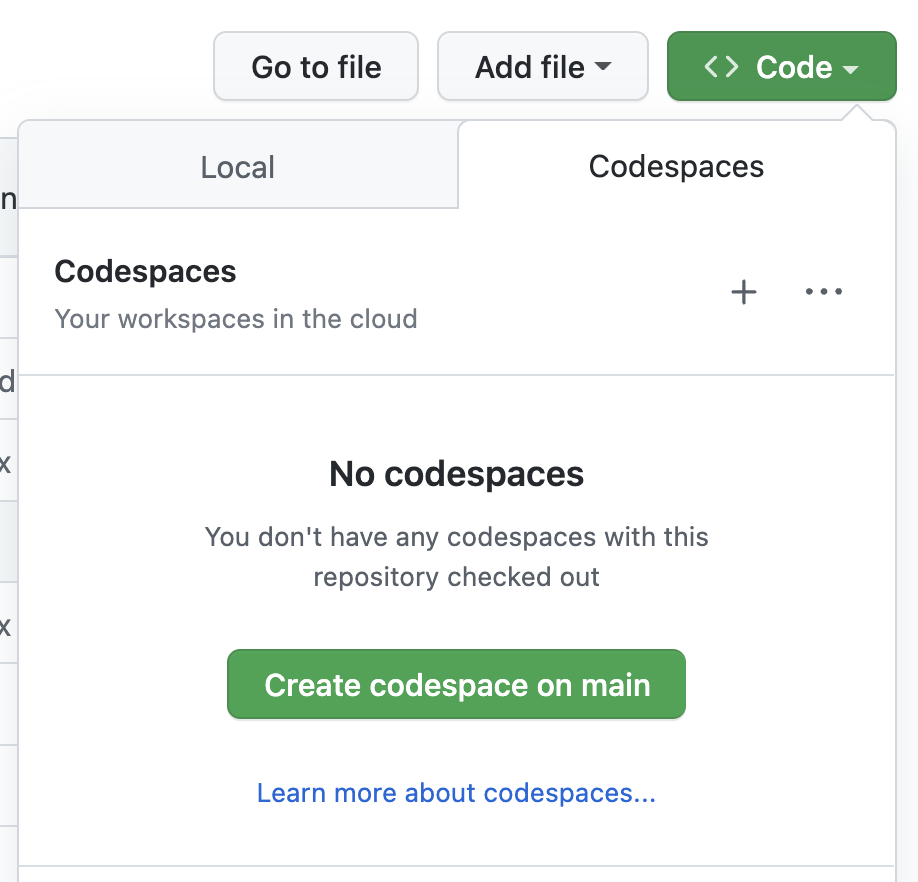 Go to file
Add file
<> Code
Local
Codespaces
n
Codespaces
Your workspaces in the cloud
d
x
No codespaces
You don't have any codespaces with this
repository checked out
x
Create codespace on main
Learn more about codespaces...